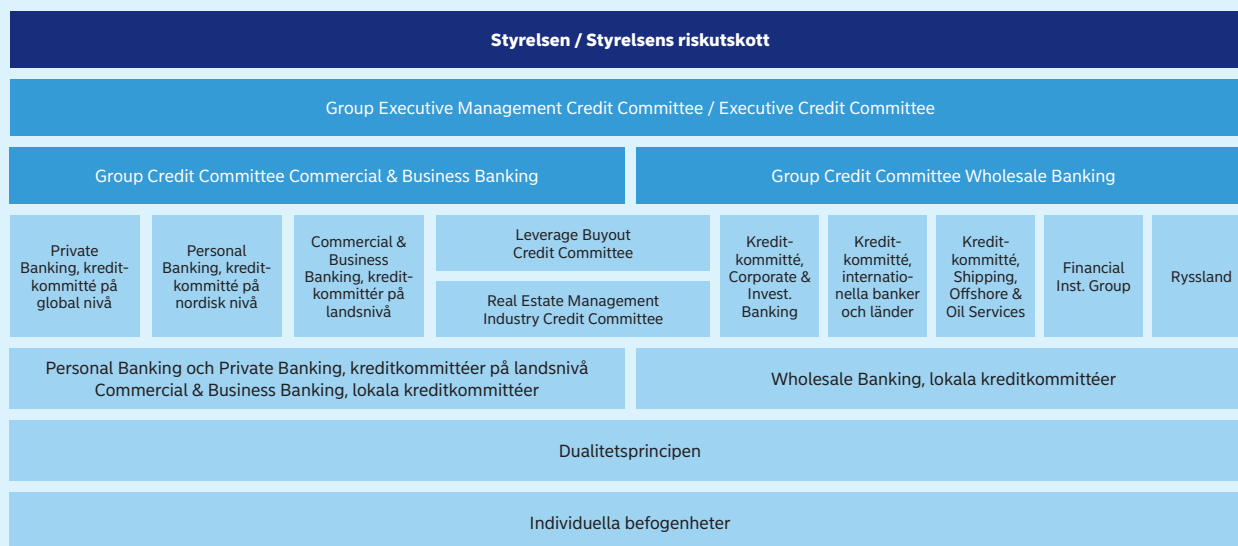 Styrelsen / Styrelsens riskutskott
Group Executive Management Credit Committee / Executive Credit Committee
Group Credit Committee Commercial & Business Banking
Group Credit Committee Wholesale Banking
Private
Banking, kredit-
kommitté på
global nivå
Personal
Banking, kredit-
kommitté på
nordisk nivå
Commercial &
Business
Banking, kredit-
kommittér på
landsnivå
Leverage Buyout
Credit Committee
Real Estate Management
Industry Credit Committee
Kredit-
kommitté,
Corporate &
Invest.
Banking
Kredit-
kommitté,
internatio-
nella banker
och länder
Kredit-
kommitté,
Shipping,
Offshore &
Oil Services
Financial
Inst. Group
Ryssland
Personal Banking och Private Banking, kreditkommittéer på landsnivå
Commercial & Business Banking, lokala kreditkommittéer
Wholesale Banking, lokala kreditkommittéer
Dualitetsprincipen
Individuella befogenheter